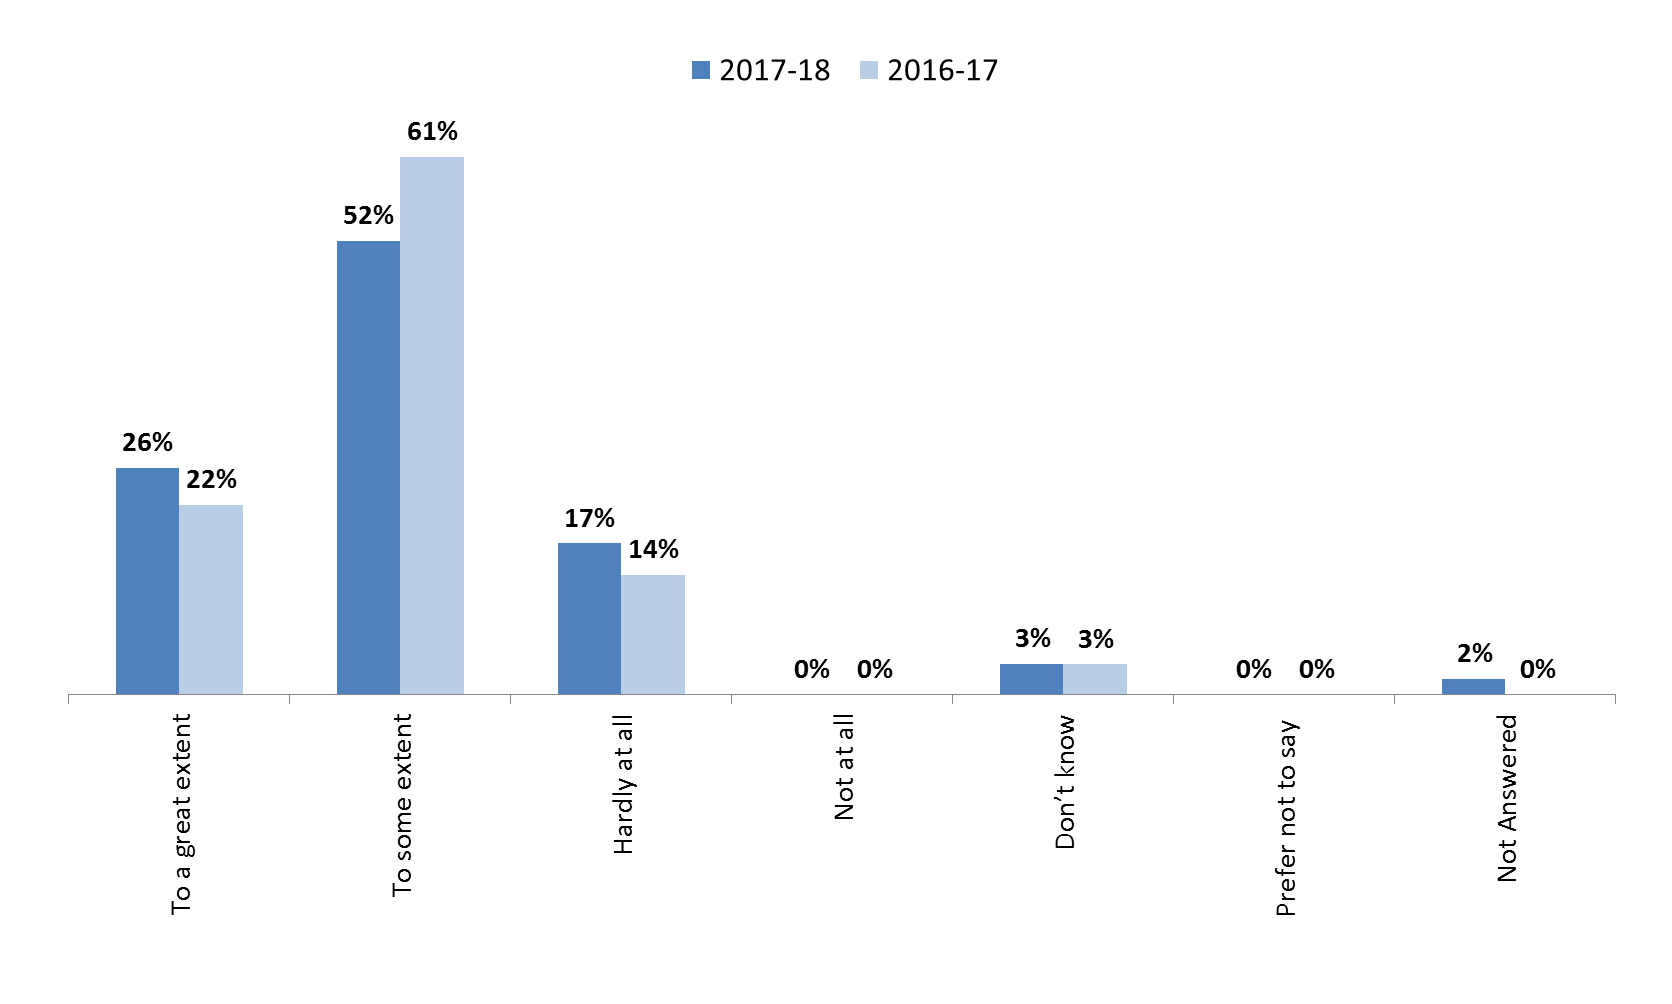 2017-18 2016-17
61%
52%
26%
22%
17%
14%
3% 3%
2%
0% 0%
0% 0%
0%
To a great extent
To some extent
Hardly at all
Not at all
Don’t know
Prefer not to say
Not Answered